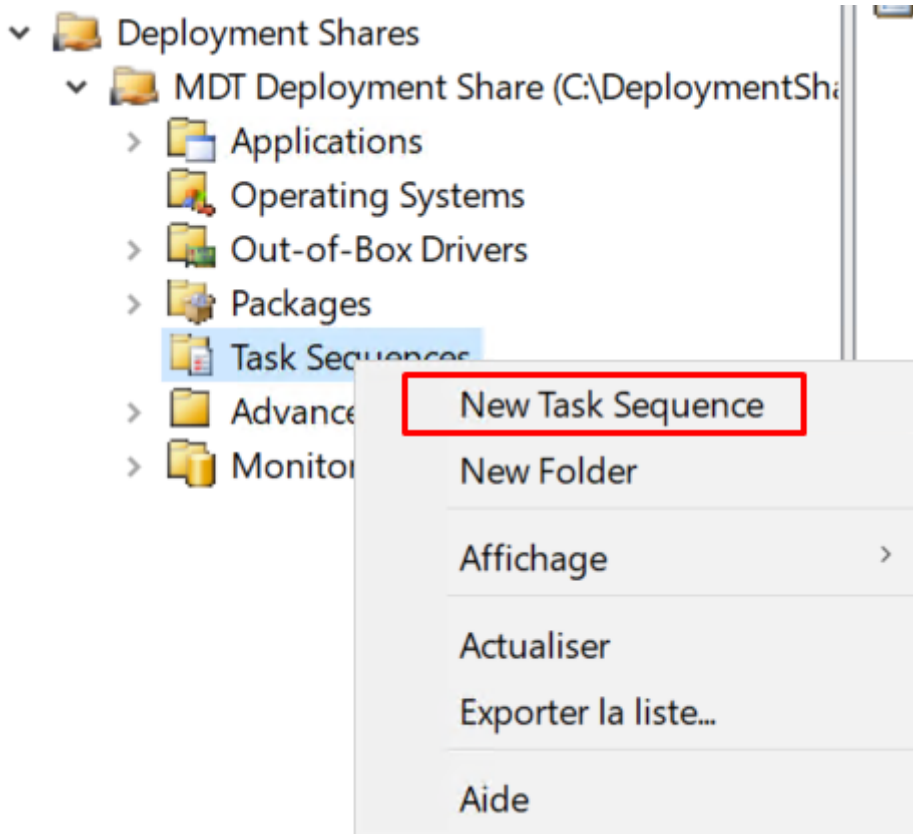 Deployment Shares
MDT Deployment Share (C:\DeploymentSha
Applications
Operating Systems
Out-of-Box Drivers
Packages
Task Sequences
New Task Sequence
Advance
New Folder
Monitor
Affichage
Actualiser
Exporter la liste...
Aide